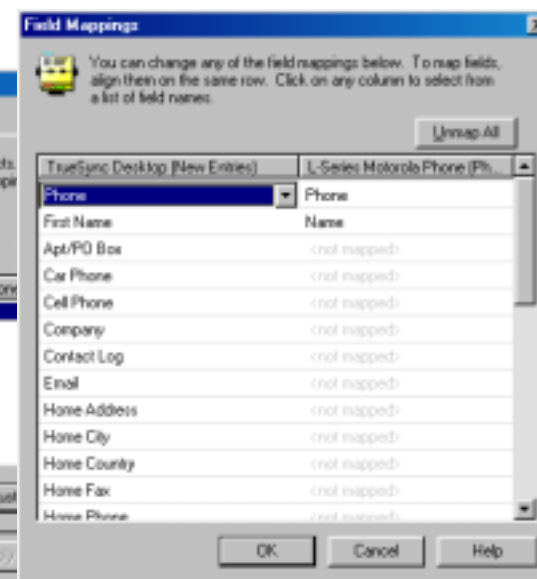 Field Mappings
You can change any of the field mappings below. To map fields,
align them on the same row. Click on any column to select from
a list of field names.
Unmap All
TrueSync Desktop (New Entries) L-Series Motorola Phone (Ph...
Phone Phone
First Name Name
Apt/PO Box <not mapped>
Car Phone <not mapped>
Cell Phone <not mapped>
Company <not mapped>
Contact Log <not mapped>
Email <not mapped>
Home Address <not mapped>
Home City <not mapped>
Home Country <not mapped>
Home Fax <not mapped>
Home Phone <not mapped>
OK Cancel Help